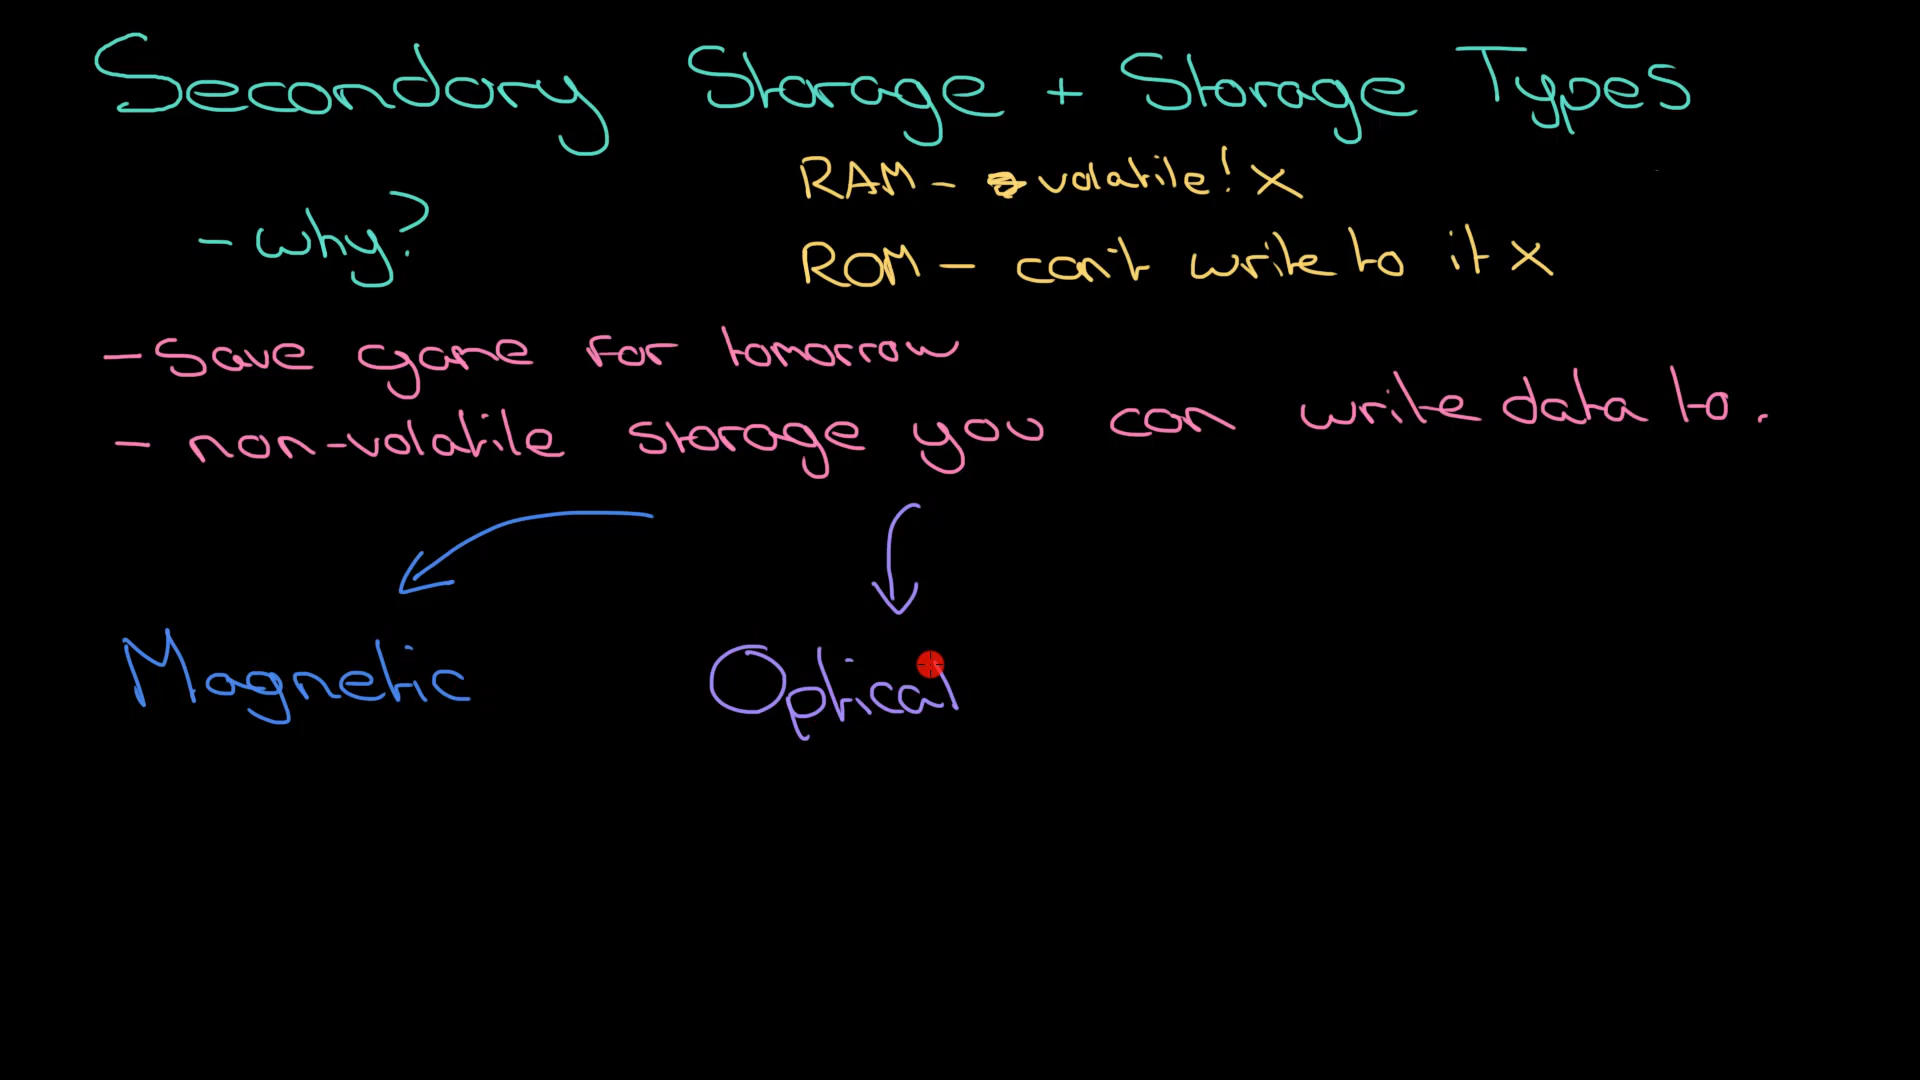 Secondary Storage + Storage Types
RAM - volatile! X
- why?
ROM - can't write to it X
- Save game for tomorrow
- non-volatile storage you can write data to.
Magnetic Optical